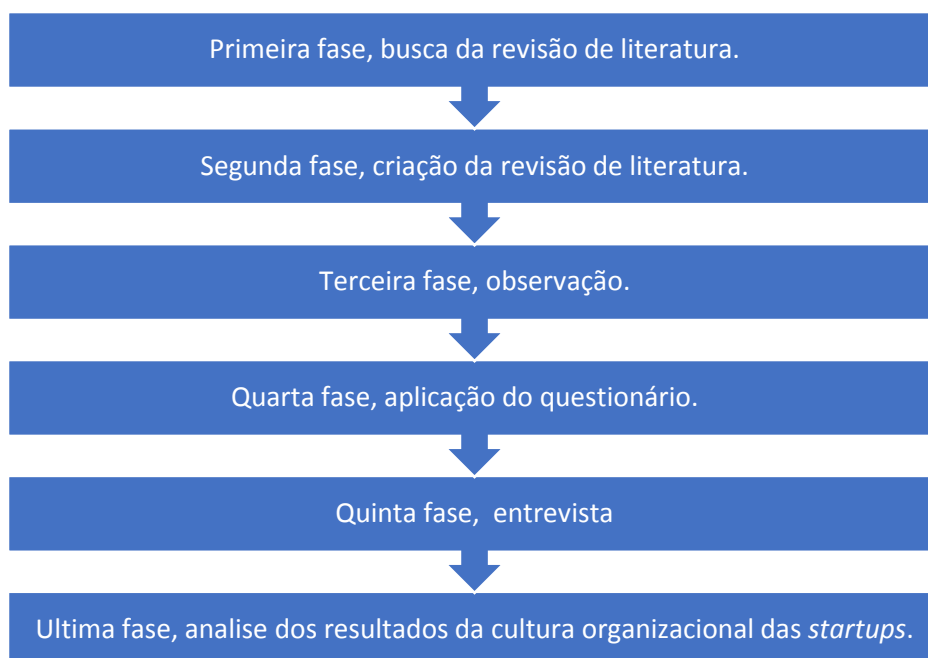 Primeira fase, busca da revisão de literatura.
Segunda fase, criação da revisão de literatura.
Terceira fase, observação.
Quarta fase, aplicação do questionário.
Quinta fase,  entrevista
Ultima fase, analise dos resultados da cultura organizacional das startups.